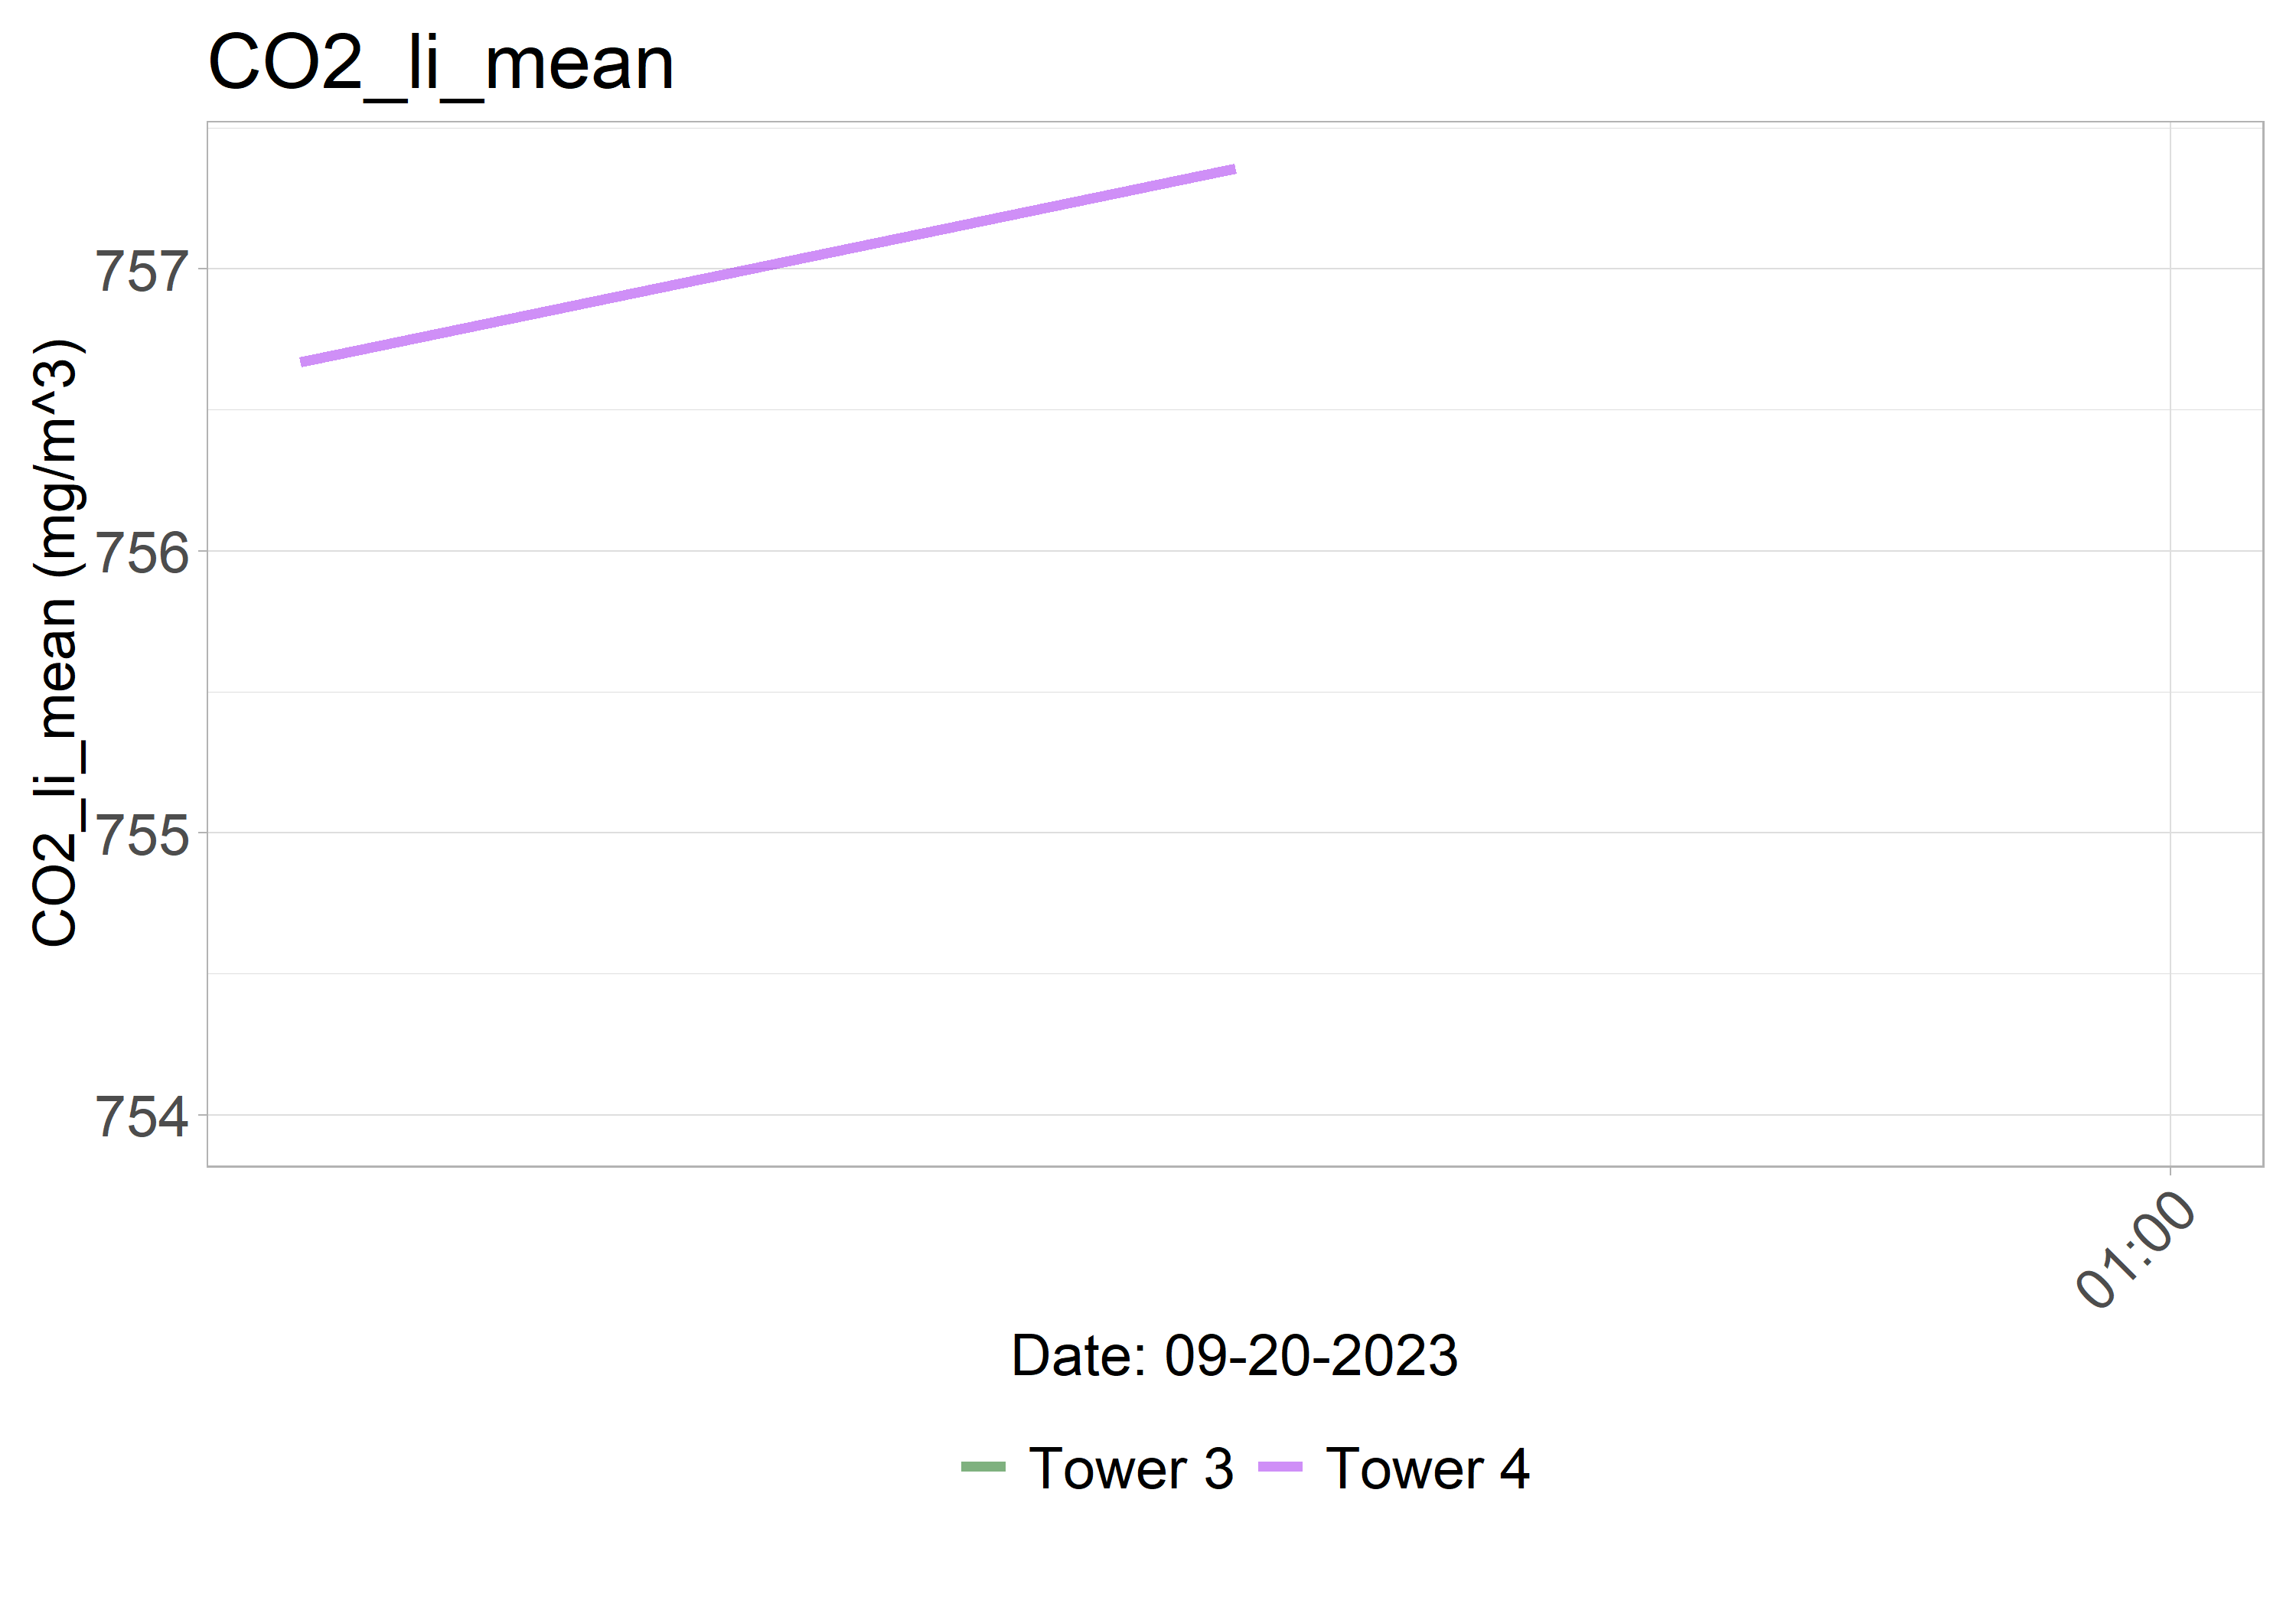 CO2_li_mean
CO2_li_mean (mg/m^3)
757
756
755
754
01:00
Date: 09-20-2023
Tower 3 Tower 4